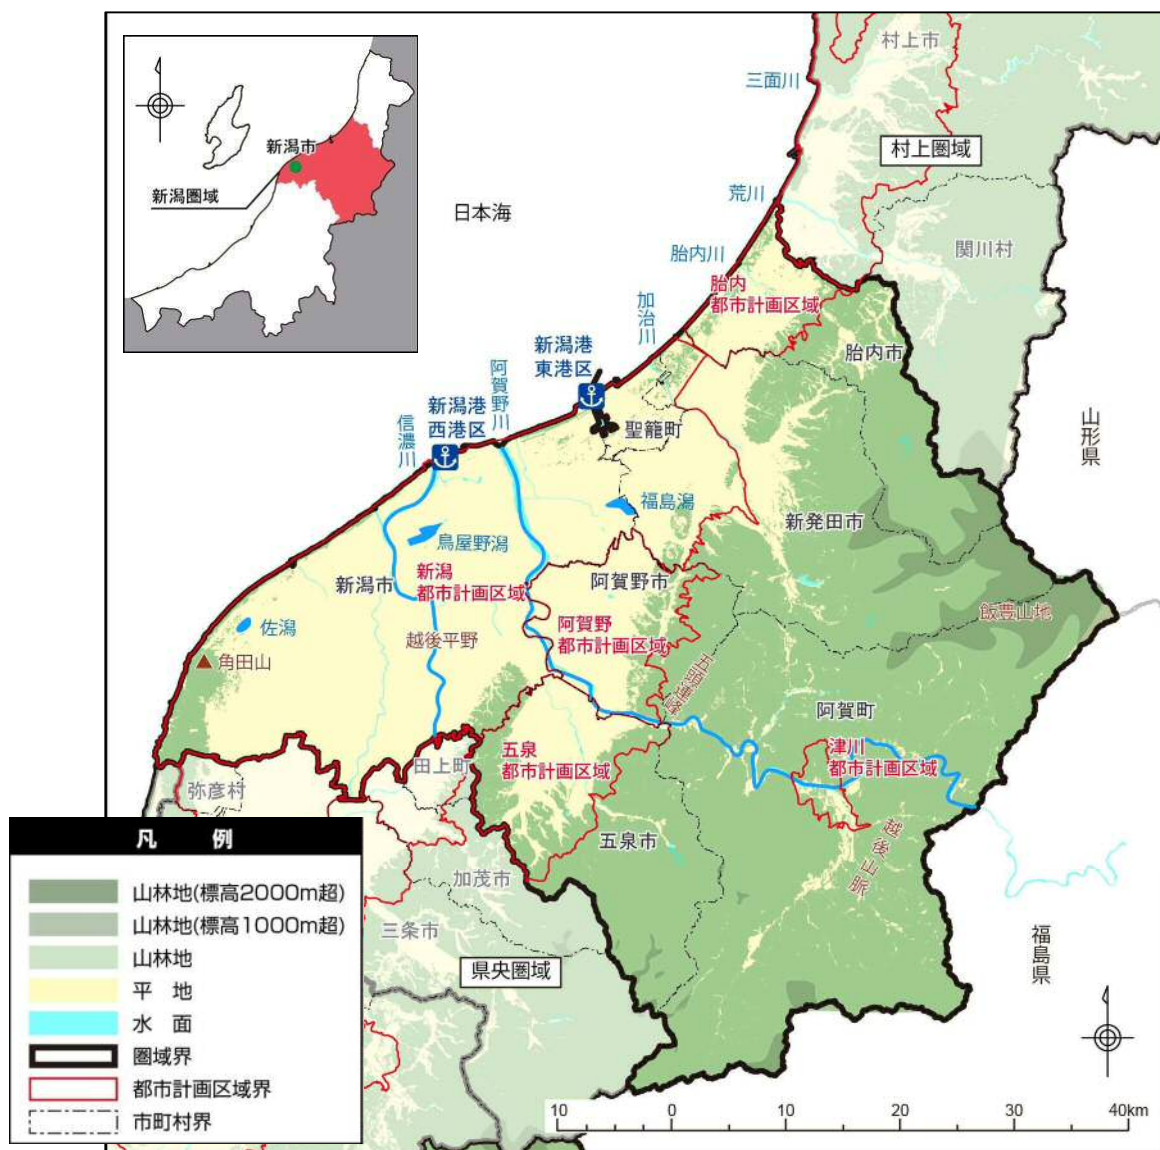 村上市
三面川
村上圏域
新潟市
新潟圏域
荒川
日本海
関川村
胎内川
胎内
都市計画区域
加治川
新潟港
東港区
胎内市
阿賀野川
新潟港
西港区
信濃川
聖籠町
山形県
福島潟
新発田市
鳥屋野潟
新潟市
新潟
都市計画区域
阿賀野市
飯豊山地
佐潟
越後平野
阿賀野
都市計画区域
角田山
五頭連峰
阿賀町
五泉
都市計画区域
津川
都市計画区域
田上町
弥彦村
五泉市
越後山脈
加茂市
三条市
県央圏域
福島県
凡 例
山林地(標高2000m超)
山林地(標高1000m超)
山林地
平 地
水 面
圏域界
都市計画区域界
市町村界
10 0 10 20 30 40km